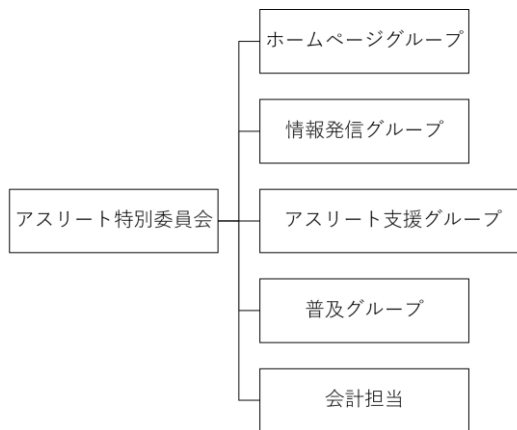 ホームページグループ
情報発信グループ
アスリート特別委員会
アスリート支援グループ
普及グループ
会計担当